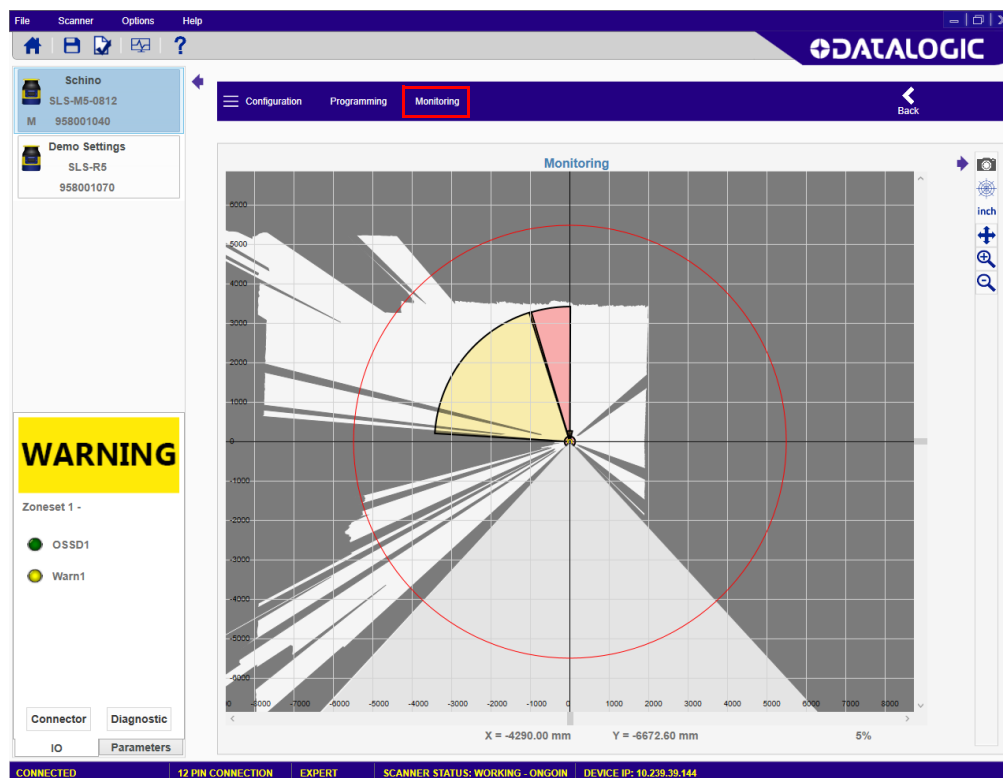 File Scanner Options Help
?
DATALOGIC
Schino
SLS-M5-0812
M 958001040
Demo Settings
SLS-R5
958001070
Configuration Programming Monitoring
Back
Monitoring
inch
6000
5000
4000
3000
2000
1000
0
-1000
-2000
-3000
-4000
-5000
-6000
0 -8000 -7000 -6000 -5000 -4000 -3000 -2000 -1000 0 1000 2000 3000 4000 5000 6000 7000 8000
X = -4290.00 mm Y = -6672.60 mm 5%
WARNING
Zoneset 1 -
OSSD1
Warn1
Connector Diagnostic
IO Parameters
CONNECTED 12 PIN CONNECTION EXPERT SCANNER STATUS: WORKING - ONGOIN DEVICE IP: 10.239.39.144